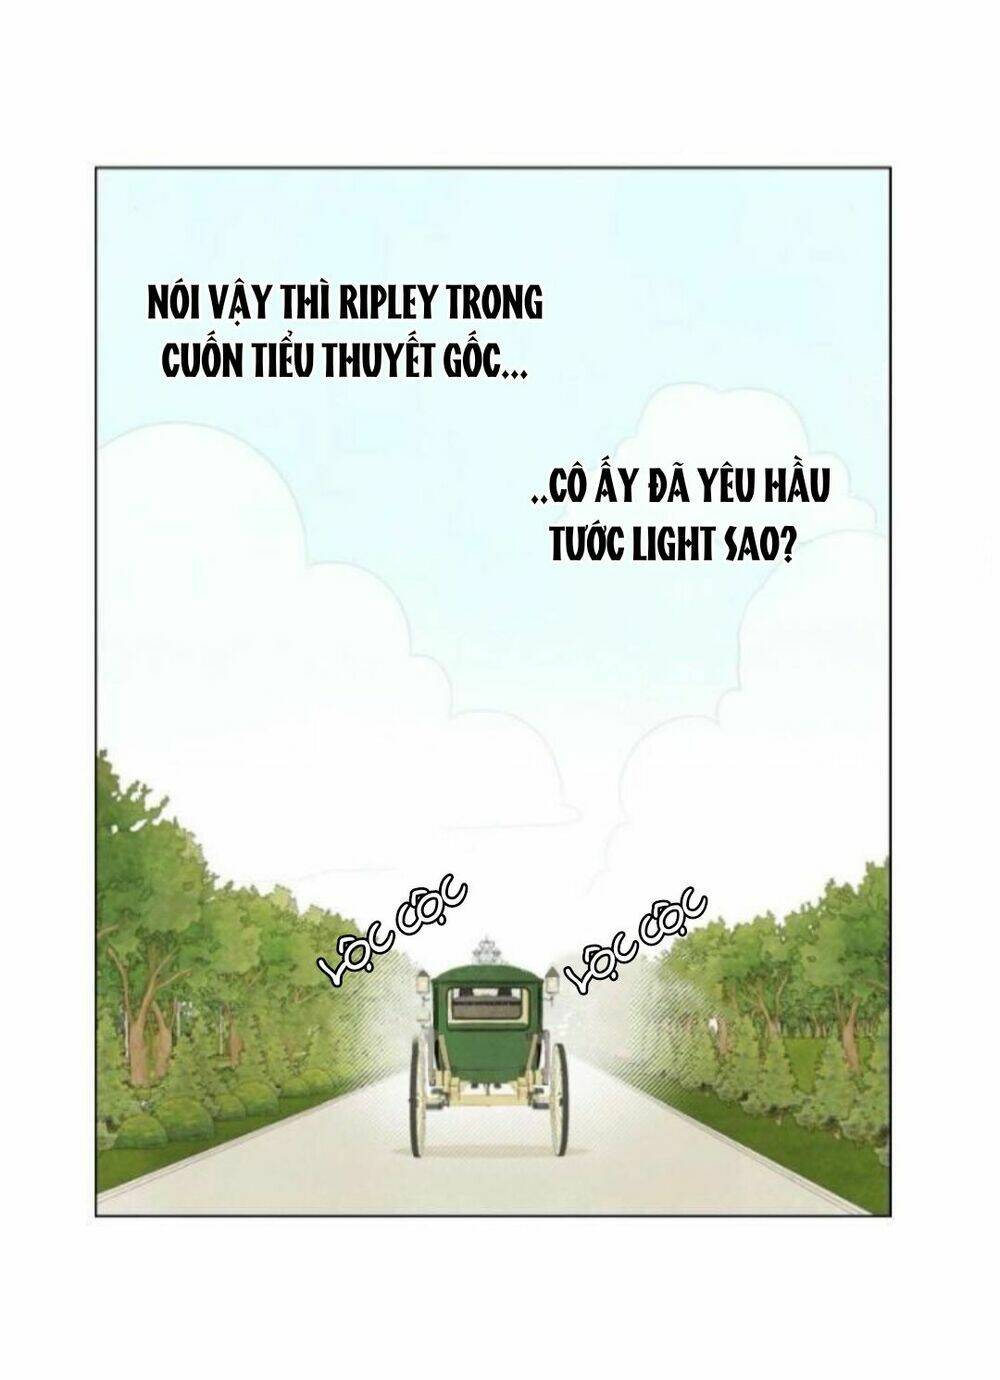 NÓI VẬY THÌ RIPLEY TRONG
CUỐN TIỂU THUYẾT GỐC...
..CÔ ẤY ĐÃ YÊU HẦU
TƯỚC LIGHT SAO?
LỘC CỘC
LỘC CỘC